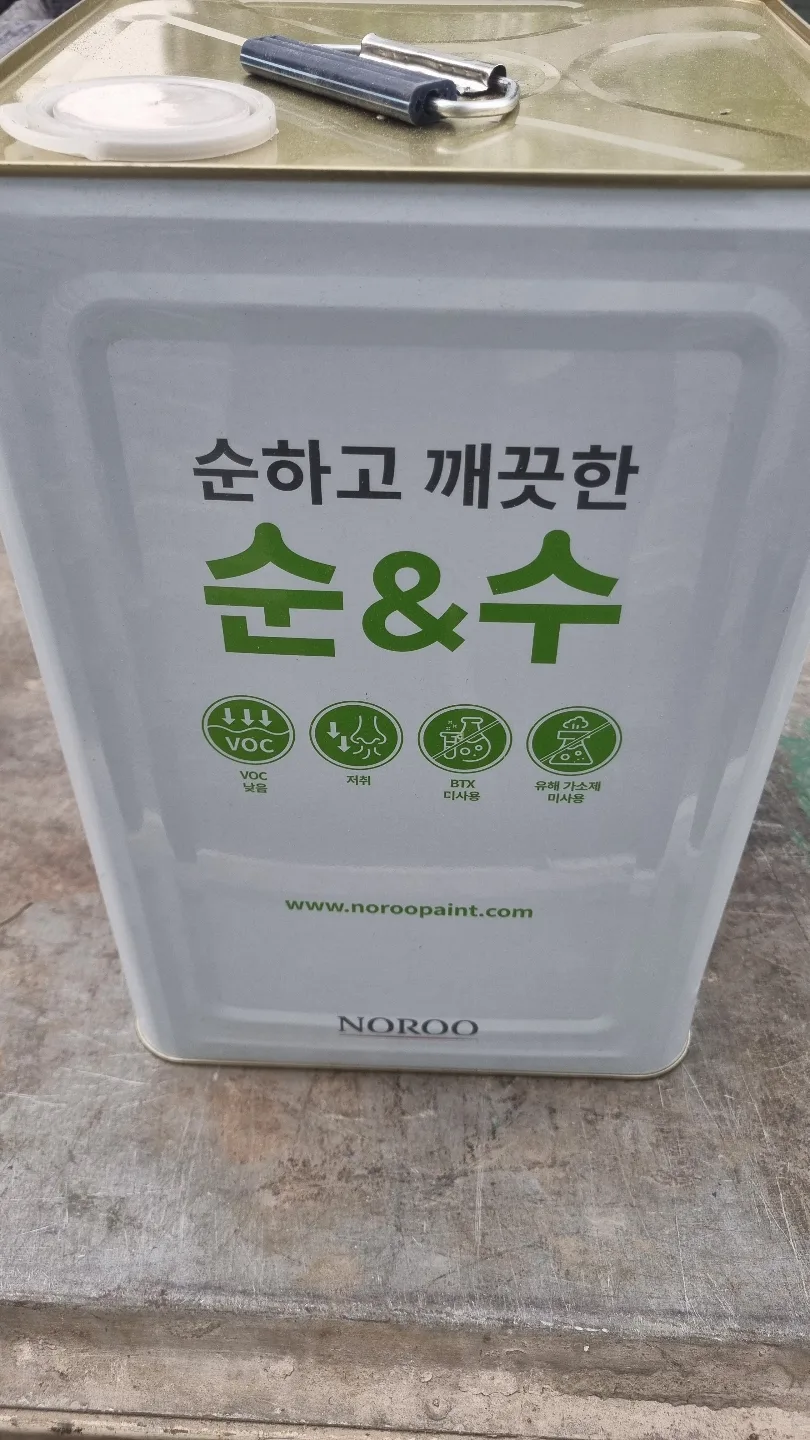 순하고 깨끗한
순&수
VOC
VOC
낮음
저취
BTX
미사용
유해 가소제
미사용
www.noroopaint.com
NOROO